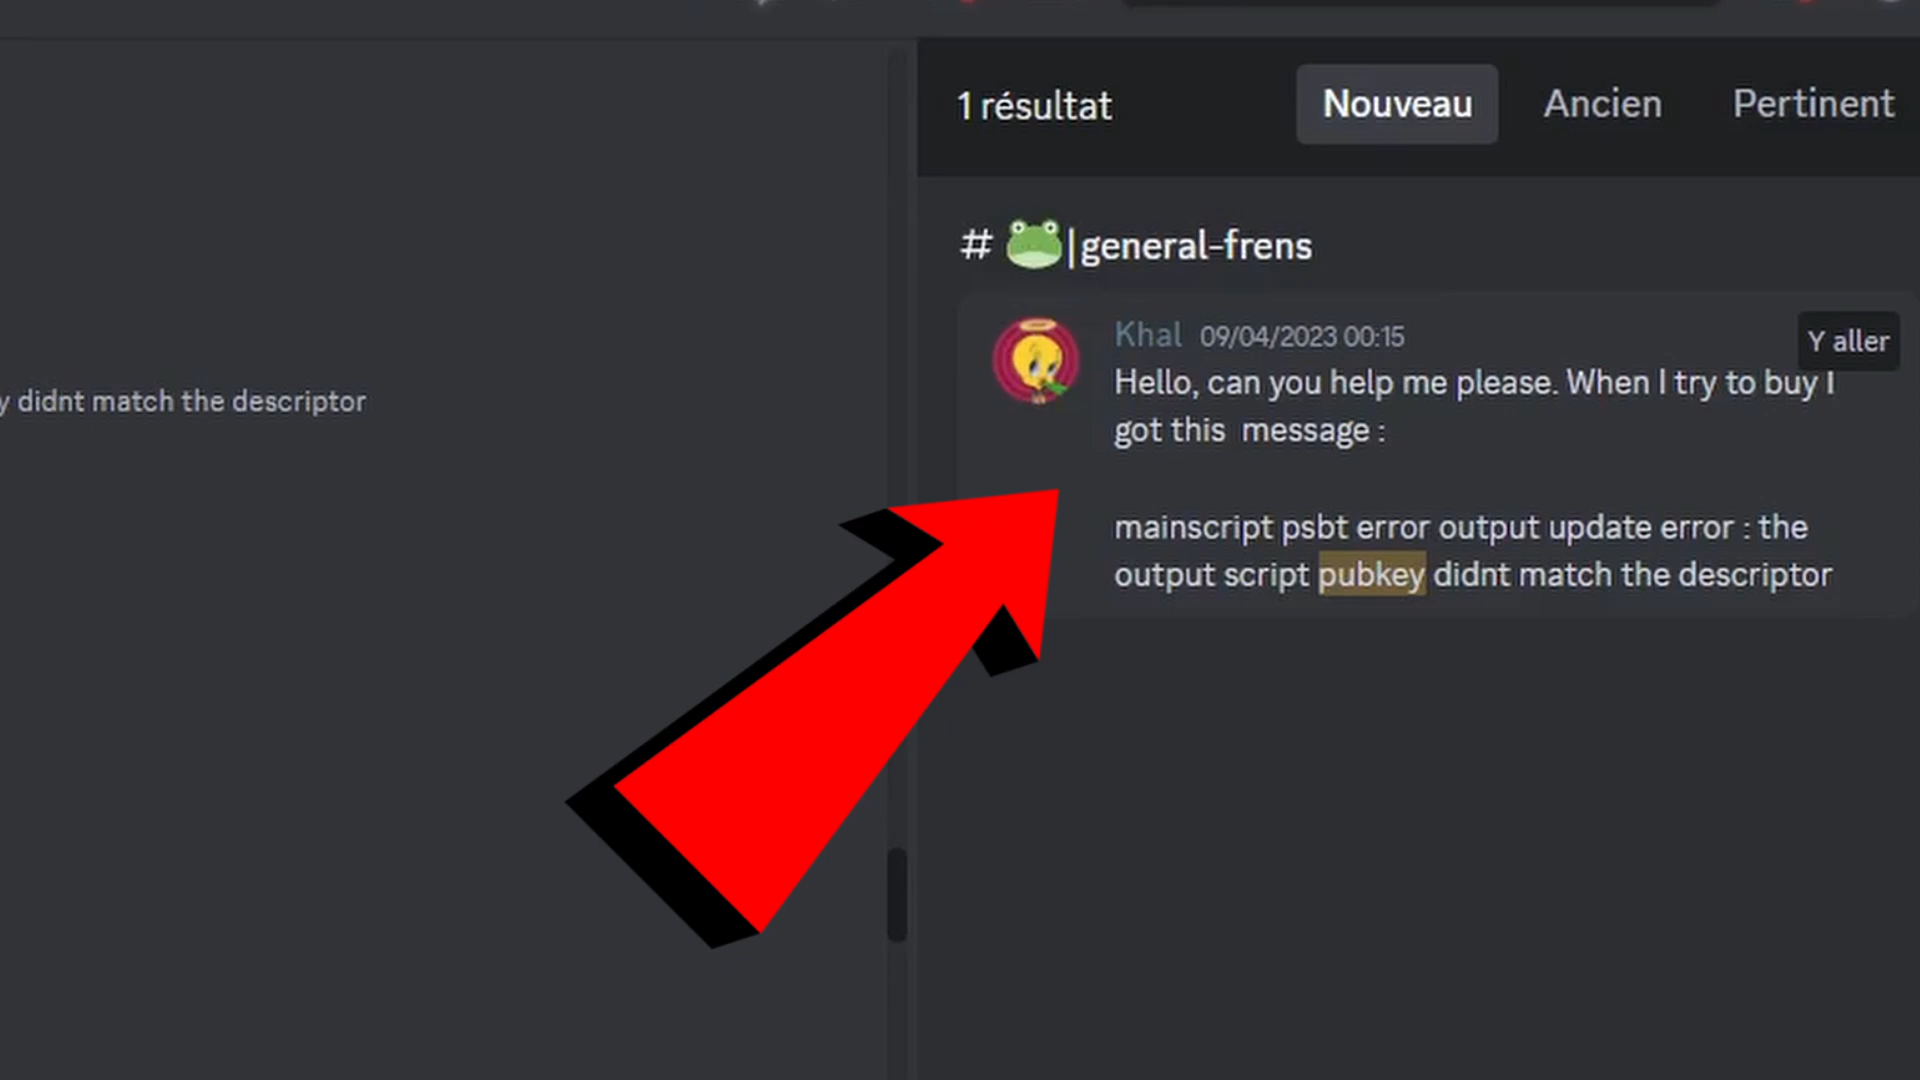 1 résultat
Nouveau
Ancien
Pertinent
# 🐸|general-frens
Khal 09/04/2023 00:15
Y aller
Hello, can you help me please. When I try to buy I
got this  message :
mainscript psbt error output update error : the
output script pubkey didnt match the descriptor
y didnt match the descriptor